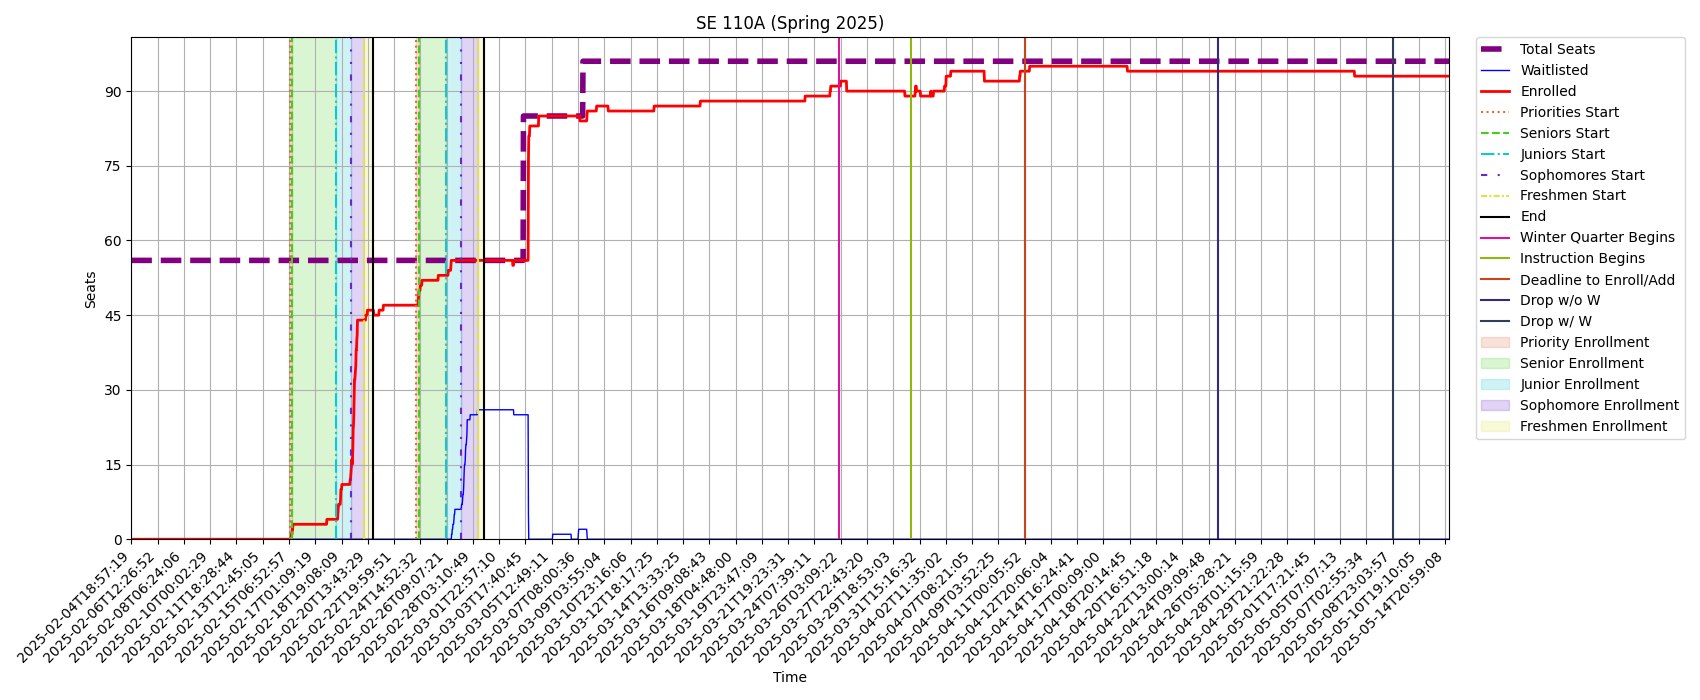 SE 110A (Spring 2025)
Seats
90
75
60
45
30
15
0
2025-02-04T18:57:19
2025-02-06T12:26:52
2025-02-08T06:24:06
2025-02-10T00:02:29
2025-02-11T18:28:44
2025-02-13T12:45:05
2025-02-15T06:52:57
2025-02-17T01:09:19
2025-02-18T19:08:09
2025-02-20T13:43:29
2025-02-22T19:59:51
2025-02-24T14:52:32
2025-02-26T09:07:21
2025-02-28T03:10:49
2025-03-01T22:57:10
2025-03-03T17:40:45
2025-03-05T12:49:11
2025-03-07T08:00:36
2025-03-09T03:55:04
2025-03-10T23:16:06
2025-03-12T18:17:25
2025-03-14T13:33:25
2025-03-16T09:08:43
2025-03-18T04:48:00
2025-03-19T23:47:09
2025-03-21T19:23:31
2025-03-24T07:39:11
2025-03-26T03:09:22
2025-03-27T22:43:20
2025-03-29T18:53:03
2025-03-31T15:16:32
2025-04-02T11:35:02
2025-04-07T08:21:05
2025-04-09T03:52:25
2025-04-11T00:05:52
2025-04-12T20:06:04
2025-04-14T16:24:41
2025-04-17T00:09:00
2025-04-18T20:14:45
2025-04-20T16:51:18
2025-04-22T13:00:14
2025-04-24T09:09:48
2025-04-26T05:28:21
2025-04-28T01:15:59
2025-04-29T21:22:28
2025-05-01T17:21:45
2025-05-05T07:07:13
2025-05-07T02:55:34
2025-05-08T23:03:57
2025-05-10T19:10:05
2025-05-14T20:59:08
Time
Total Seats
Waitlisted
Enrolled
Priorities Start
Seniors Start
Juniors Start
Sophomores Start
Freshmen Start
End
Winter Quarter Begins
Instruction Begins
Deadline to Enroll/Add
Drop w/o W
Drop w/ W
Priority Enrollment
Senior Enrollment
Junior Enrollment
Sophomore Enrollment
Freshmen Enrollment